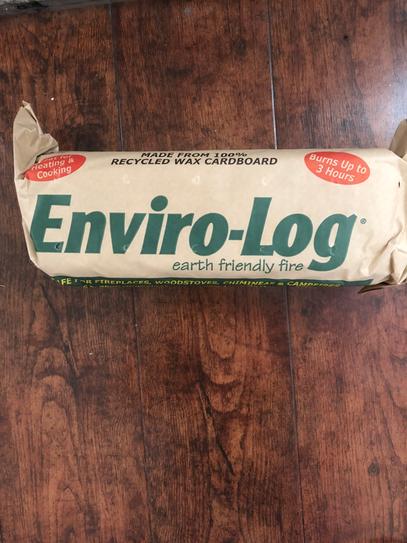 MADE FROM 100%
RECYCLED WAX CARDBOARD
for
Heating &
Cooking
Burns Up to
3 Hours
Enviro-Log®
earth friendly fire
FOR FIREPLACES, WOODSTOVES, CHIMINEAS & CAMPFIRES